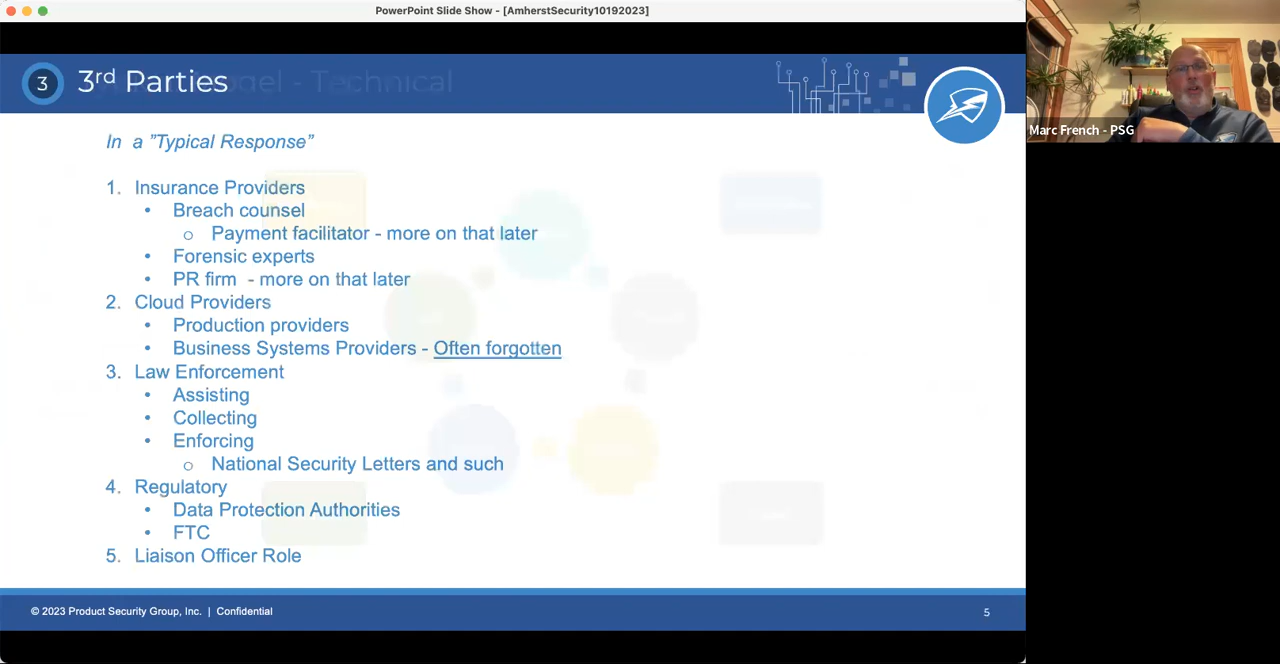 PowerPoint Slide Show - [AmherstSecurity10192023]
3 3rd Parties
Technical
In a ”Typical Response”
1. Insurance Providers
• Breach counsel
o Payment facilitator - more on that later
• Forensic experts
• PR firm - more on that later
2. Cloud Providers
• Production providers
• Business Systems Providers - Often forgotten
3. Law Enforcement
• Assisting
• Collecting
• Enforcing
o National Security Letters and such
4. Regulatory
• Data Protection Authorities
• FTC
5. Liaison Officer Role
© 2023 Product Security Group, Inc. | Confidential
5
Marc French - PSG